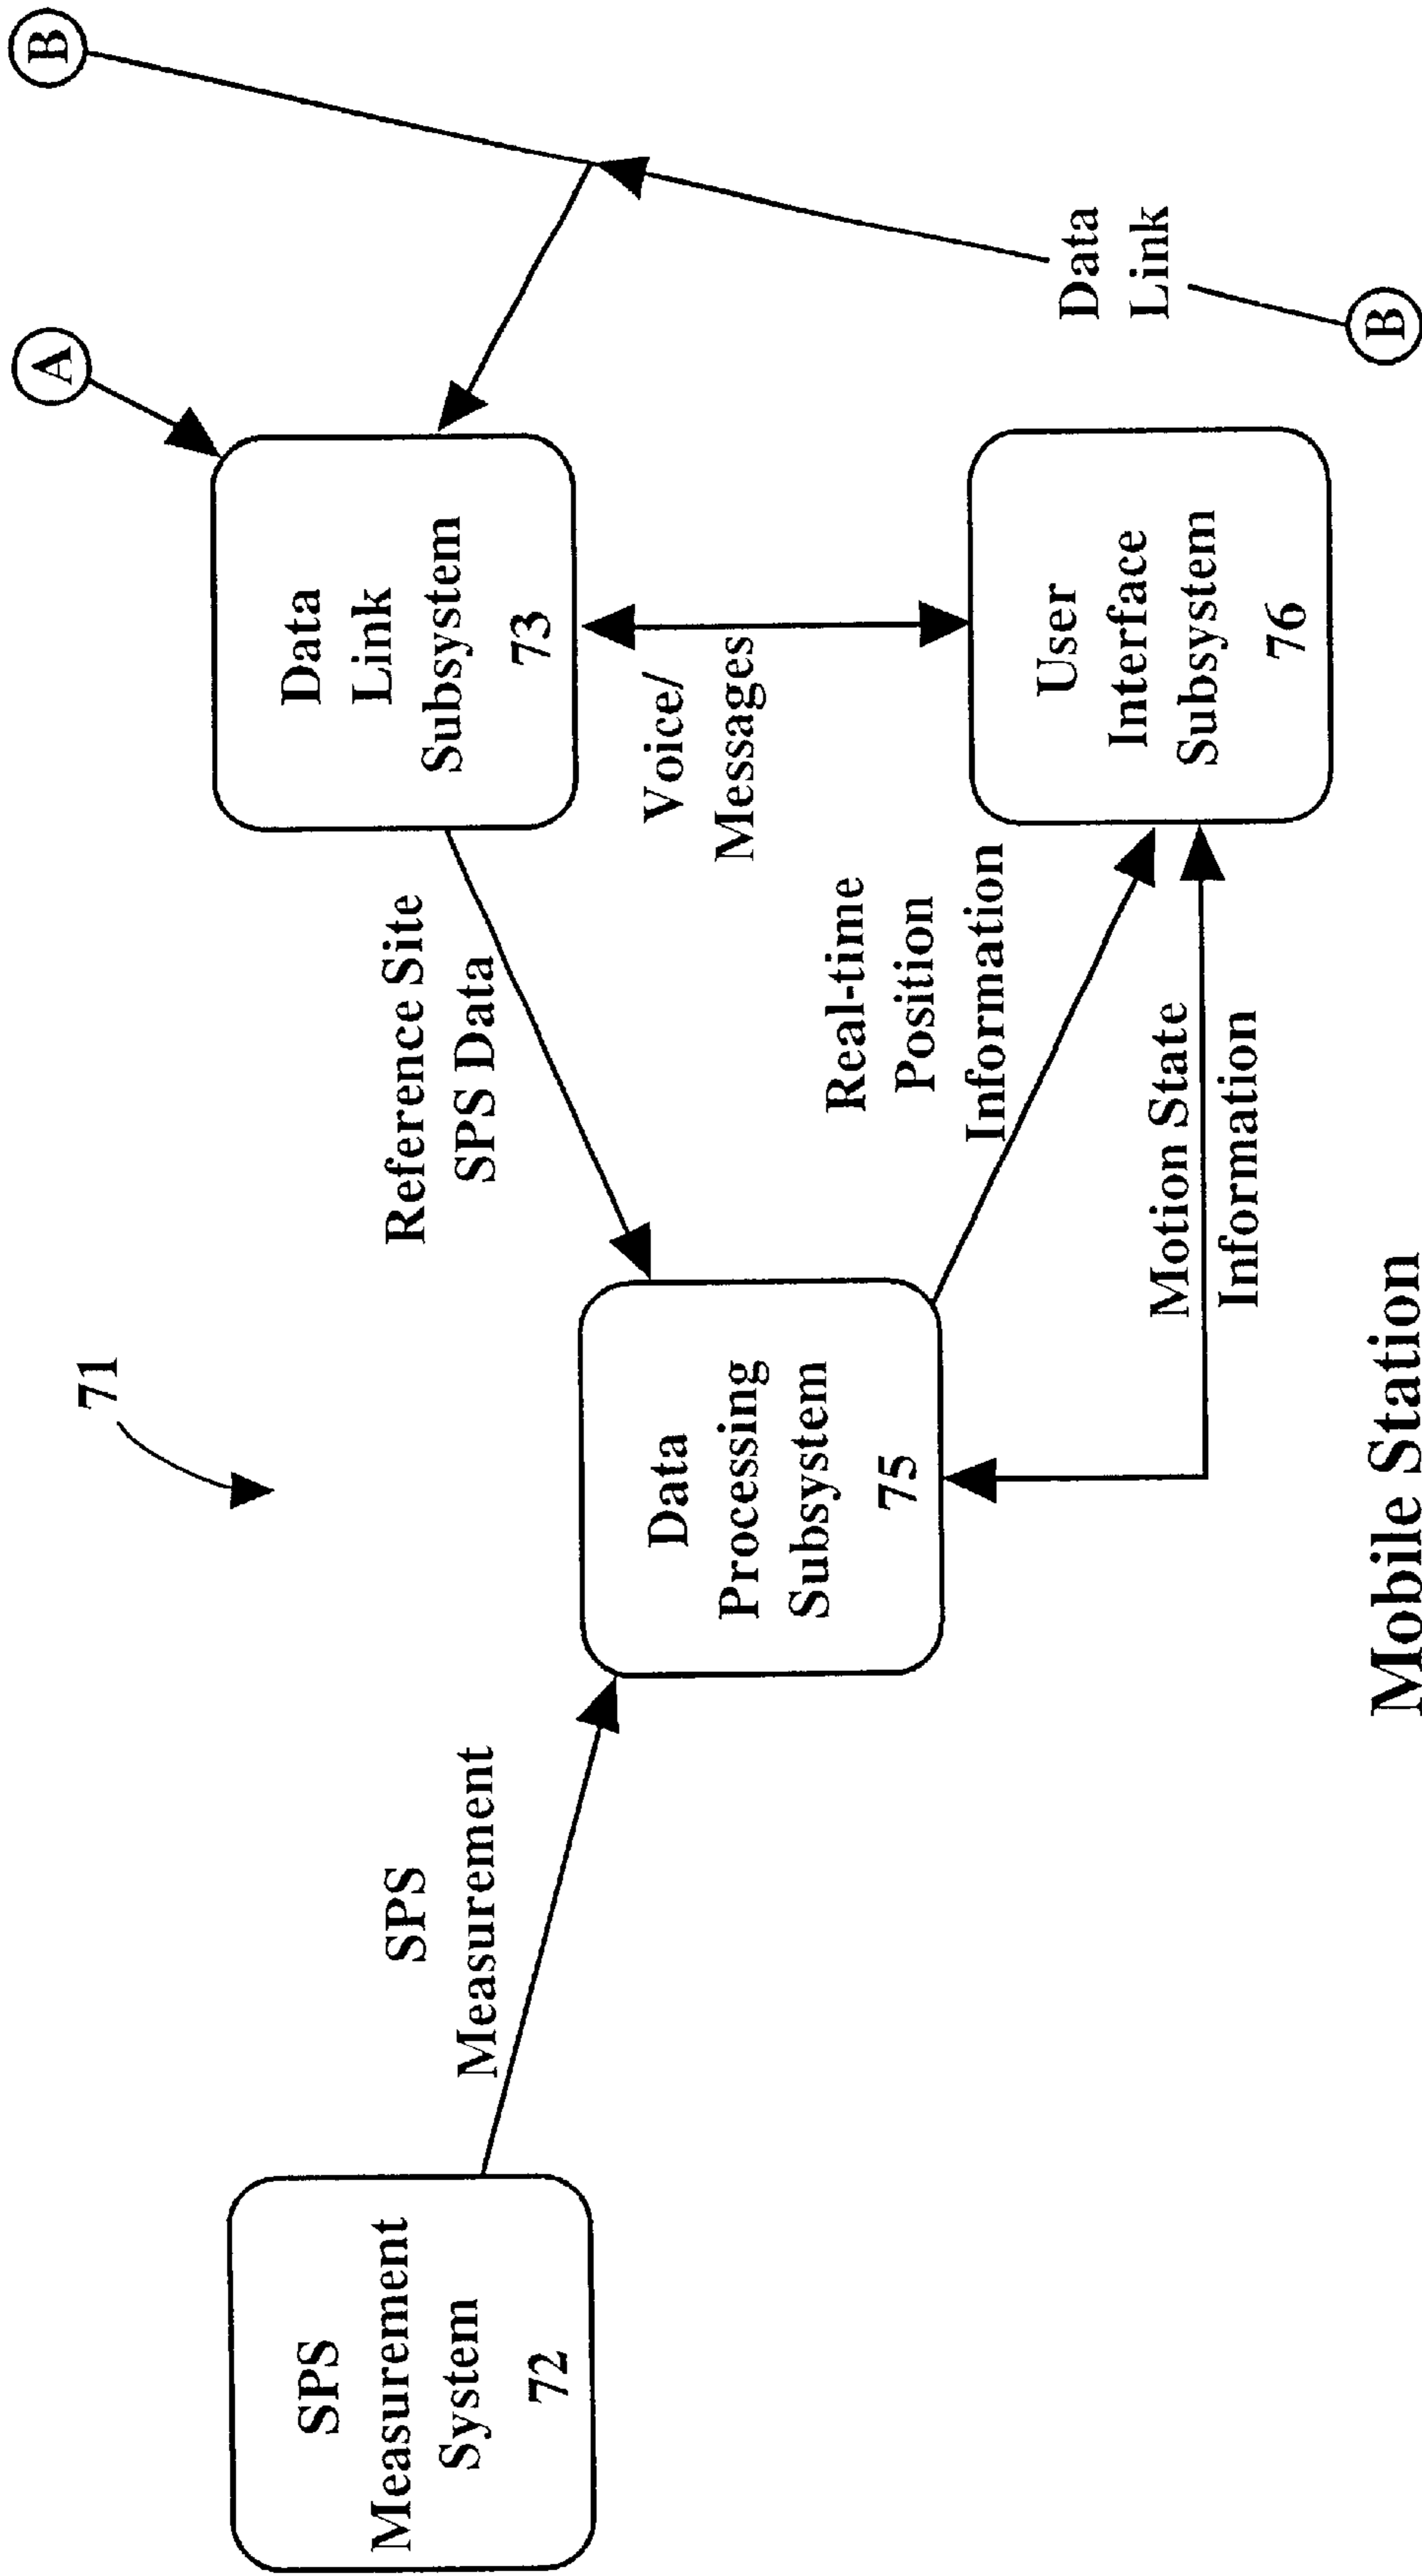 71
SPS
Measurement
System
72
SPS
Measurement
Data
Processing
Subsystem
75
Reference Site
SPS Data
Data
Link
Subsystem
73
A
B
Voice/
Messages
Real-time
Position
Information
Motion State
Information
User
Interface
Subsystem
76
Data
Link
B
Mobile Station